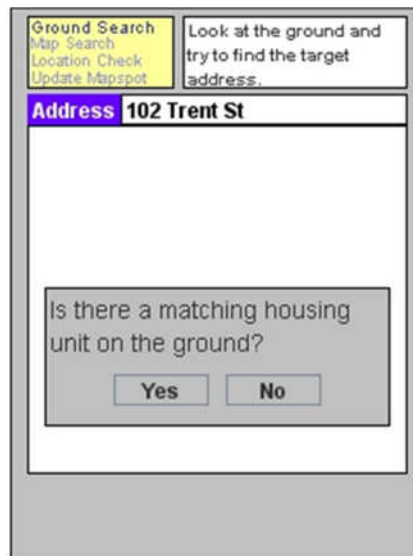 Ground Search
Map Search
Location Check
Update Mapspot
Look at the ground and
try to find the target
address.
Address 102 Trent St
Is there a matching housing
unit on the ground?
Yes No